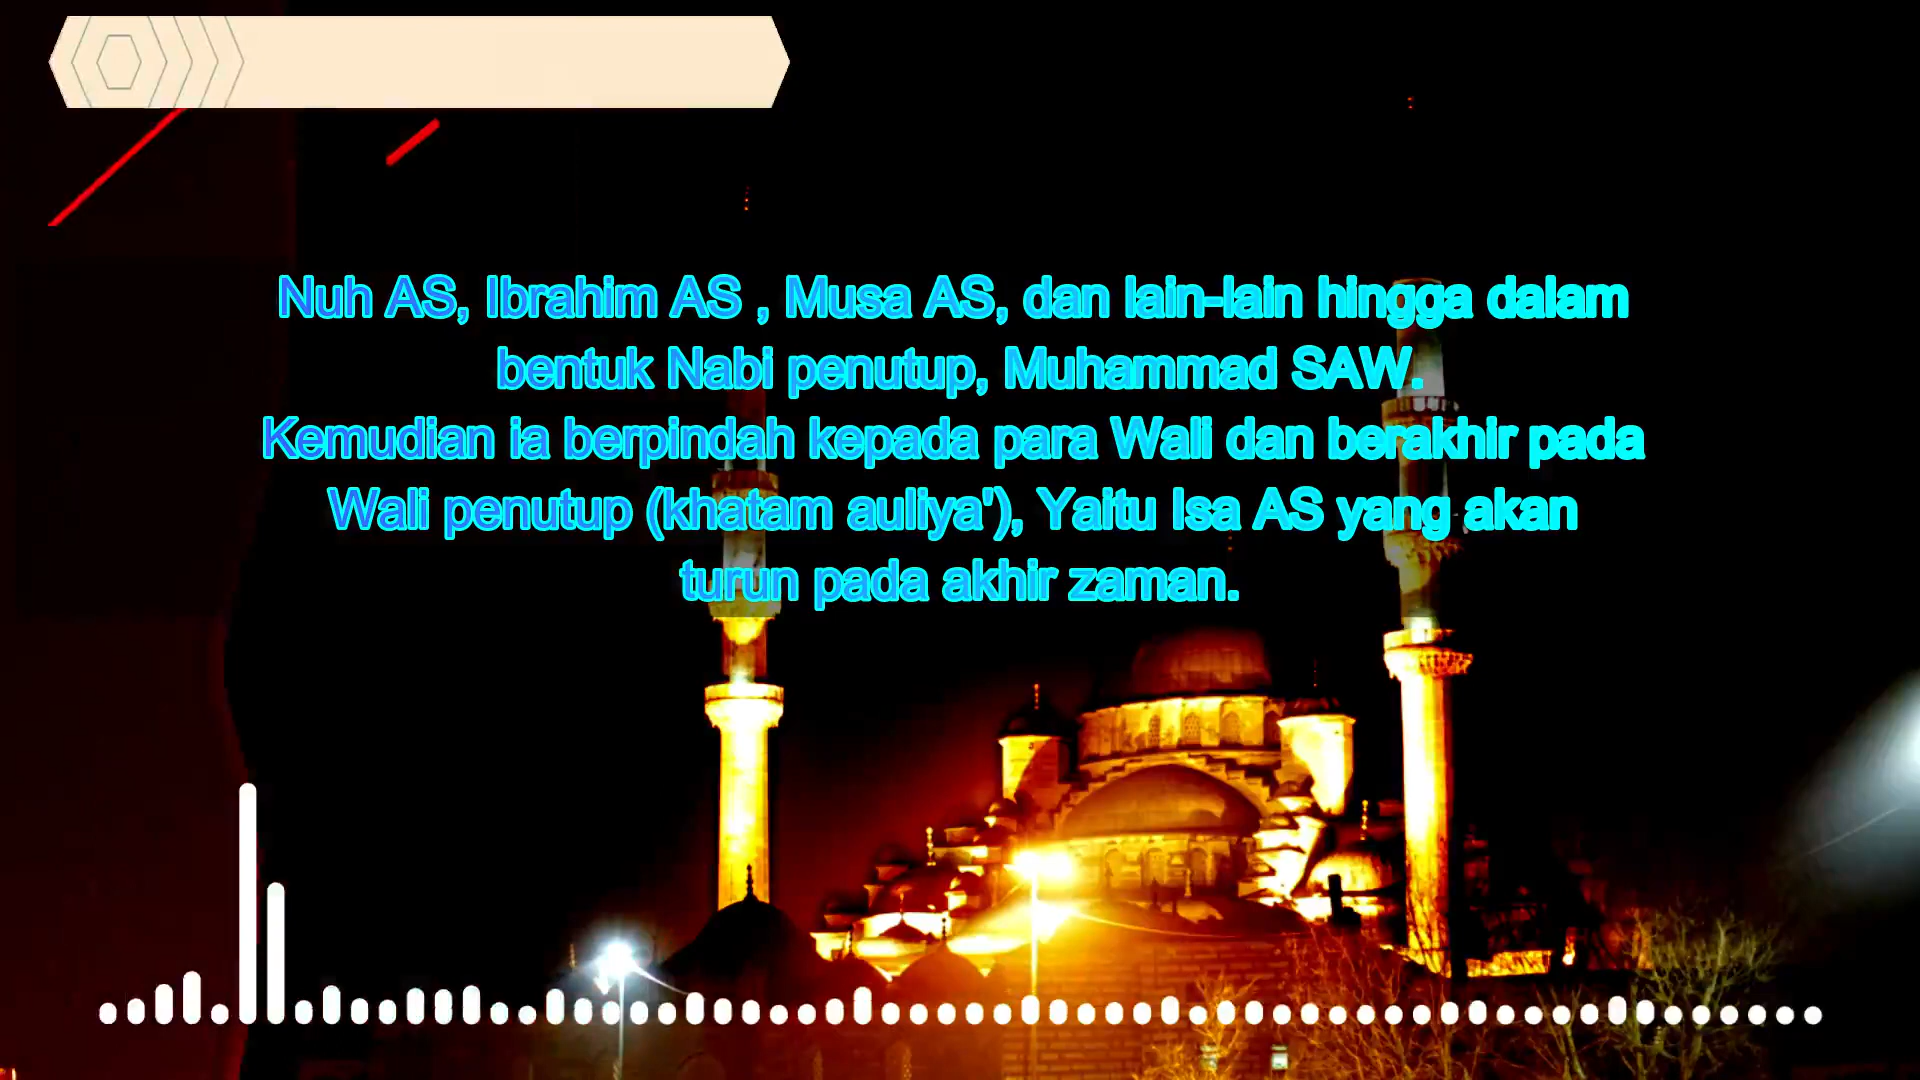 Nuh AS, Ibrahim AS , Musa AS, dan lain-lain hingga dalam
bentuk Nabi penutup, Muhammad SAW.
Kemudian ia berpindah kepada para Wali dan berakhir pada
Wali penutup (khatam auliya'), Yaitu Isa AS yang akan
turun pada akhir zaman.